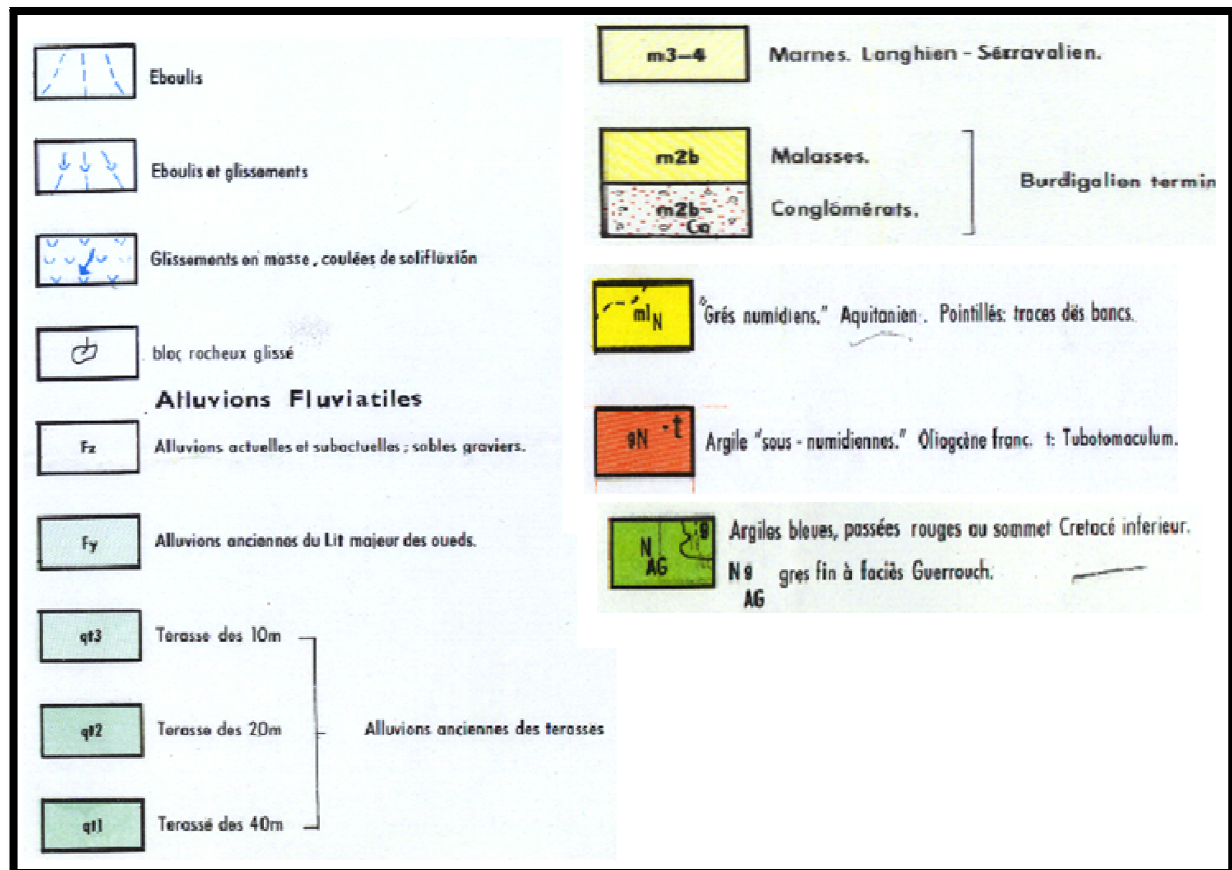 Eboulis
Eboulis et glissements
Glissements en masse, coulées de solifluxión
bloc rocheux glissé
Alluvions Fluviatiles
Fz Alluvions actuelles et subactuelles; sables graviers.
Fy Alluvions anciennes du Lit majeur des oueds.
qt3 Terasse des 10m
qt2 Terasse des 20m
Alluvions anciennes des terasses
qt1 Terassé des 40m
m3-4 Marnes. Langhien - Sérravalien.
m2b Malasses.
Burdigalien termin
m2b Conglomérats.
Cg
mlN "Grés numidiens." Aquitanien. Pointillés: traces dés bancs.
gN - t Argile "sous - numidiennes." Oliogcène franc. t: Tubotomaculum.
N g Argiles bleues, passées rouges au sommet Cretacé inferieur.
AG
N g gres fin à faciès Guerrouch.
AG